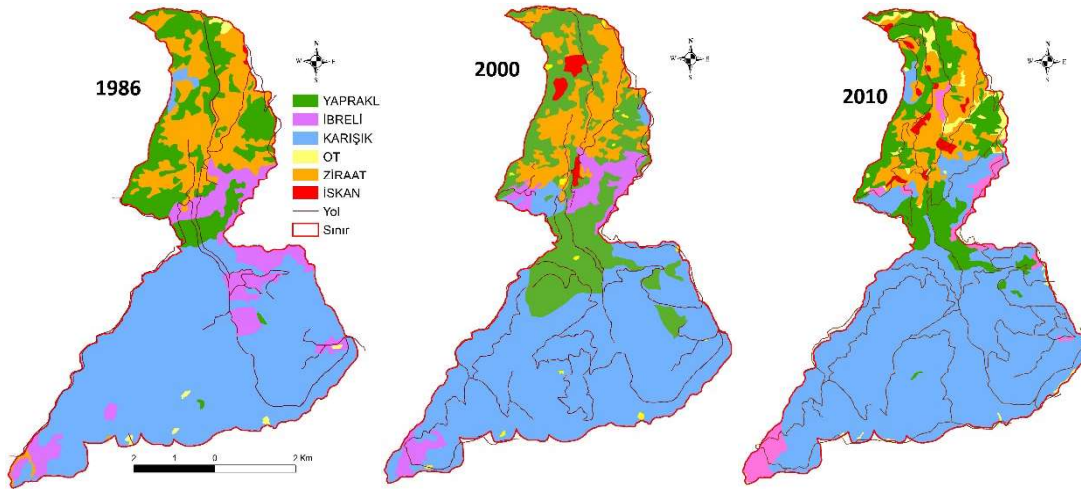 1986
N
W E
S
YAPRAKL
İBRELİ
KARIŞIK
OT
ZİRAAT
İSKAN
Yol
Sınır
2 1 0 2 Km
2000
N
W E
S
2010
N
W E
S